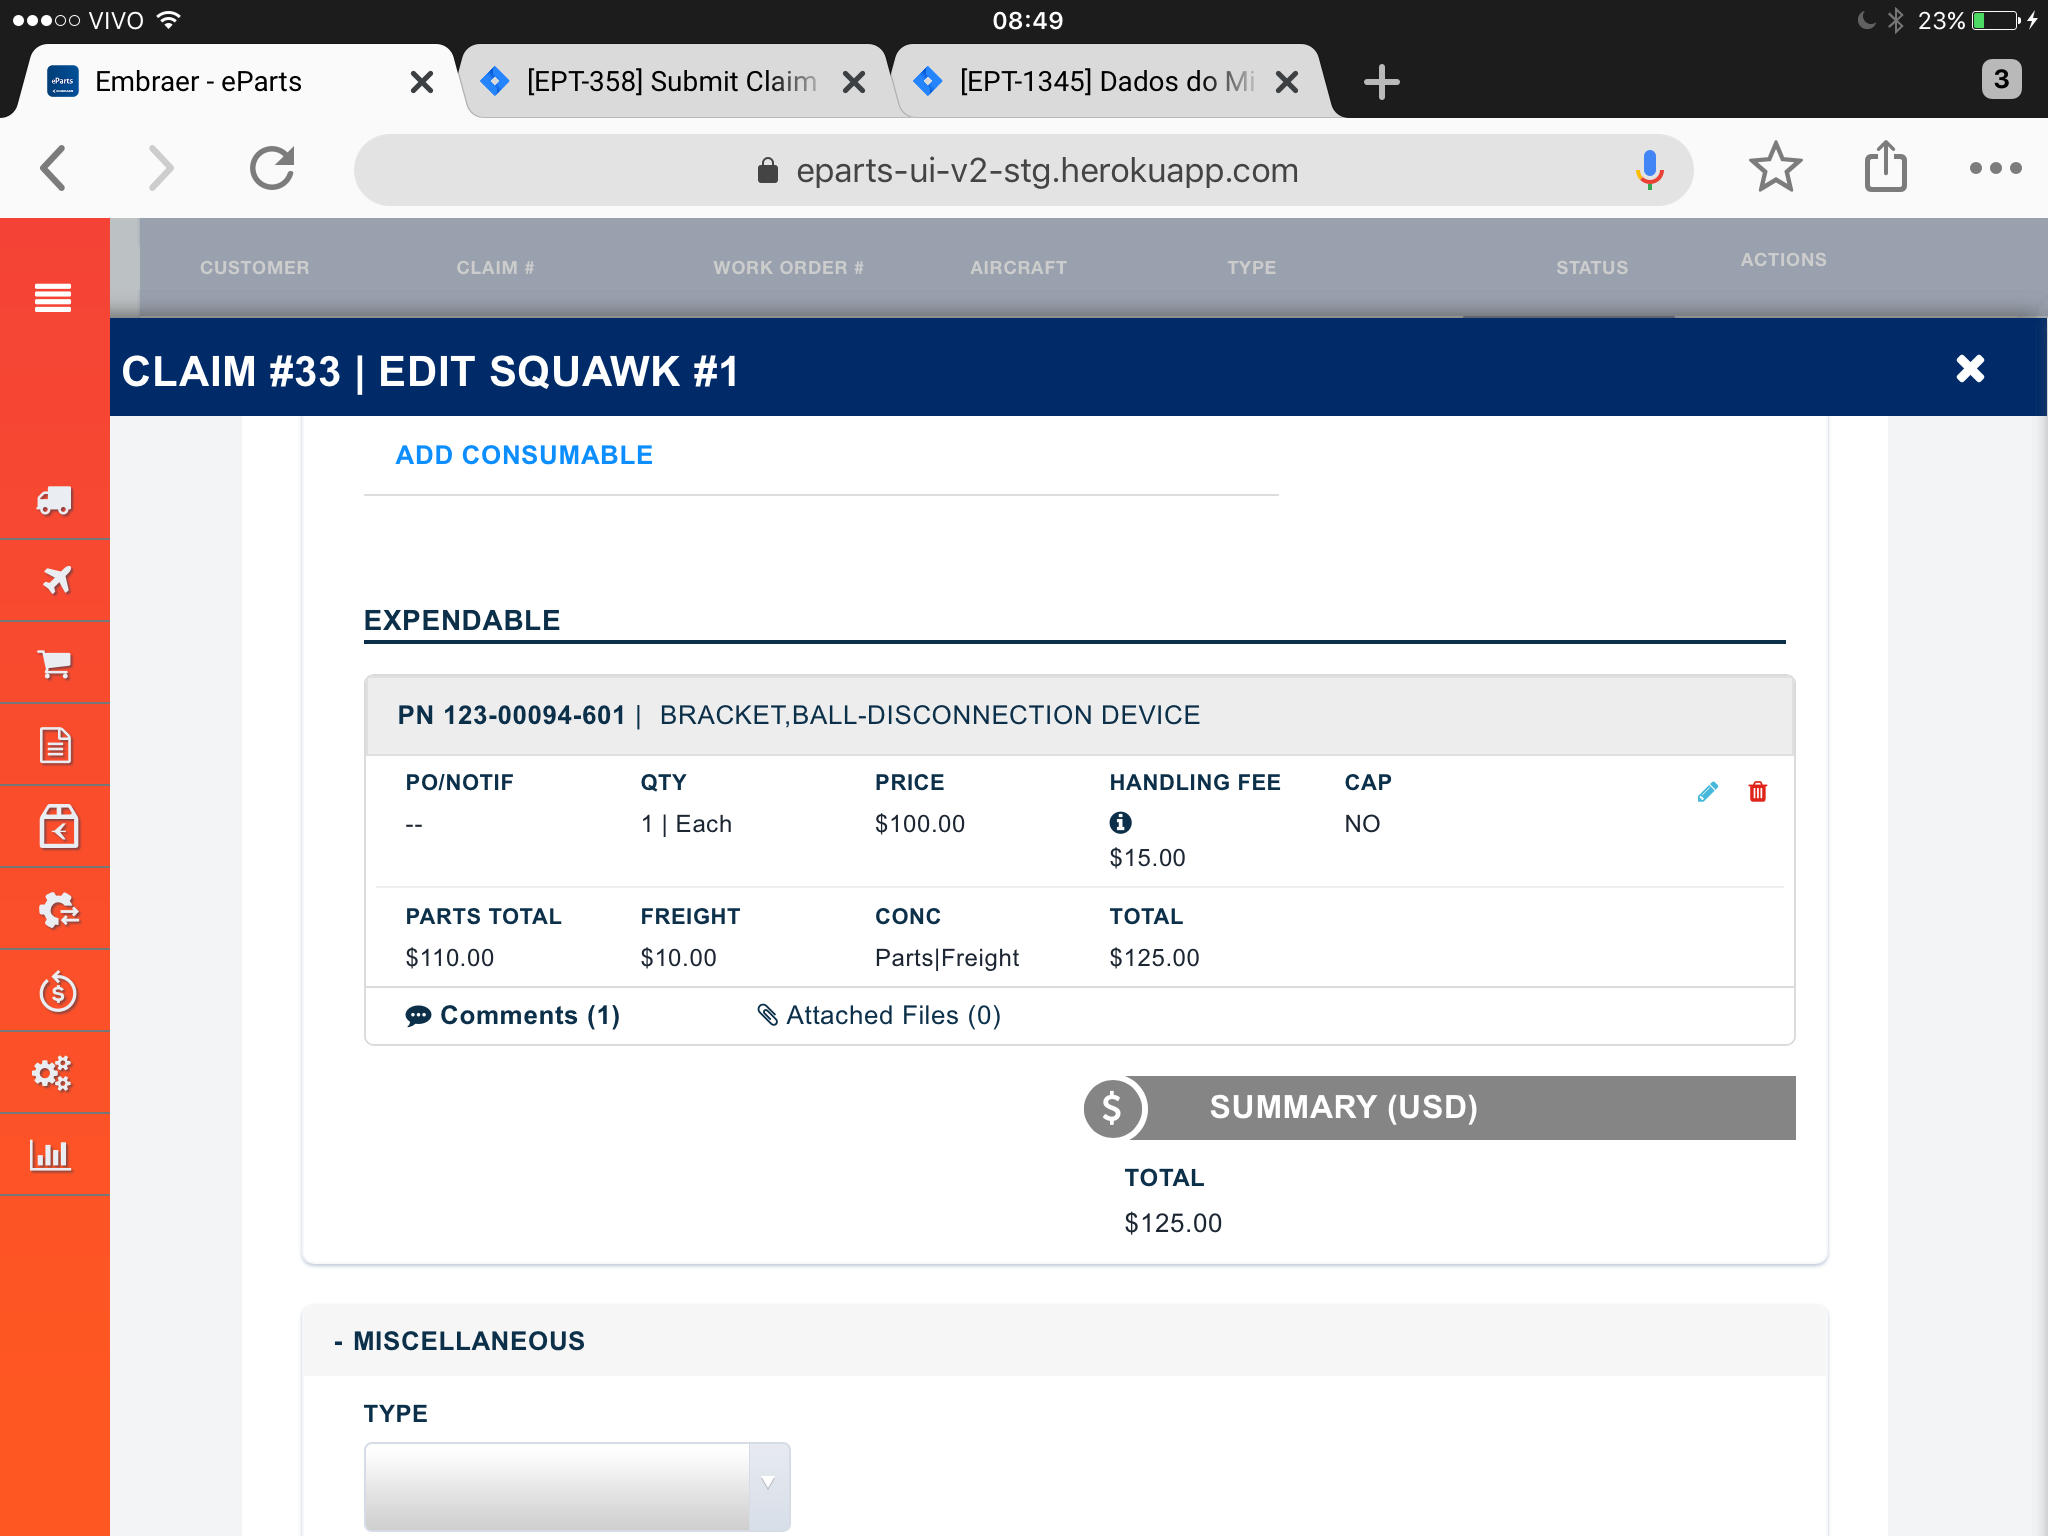 VIVO 08:49 23%
Embraer - eParts [EPT-358] Submit Claim [EPT-1345] Dados do Mi 3
eparts-ui-v2-stg.herokuapp.com
CUSTOMER CLAIM # WORK ORDER # AIRCRAFT TYPE STATUS ACTIONS
CLAIM #33 | EDIT SQUAWK #1
ADD CONSUMABLE
EXPENDABLE
PN 123-00094-601 | BRACKET,BALL-DISCONNECTION DEVICE
PO/NOTIF QTY PRICE HANDLING FEE CAP
-- 1 | Each $100.00 NO
$15.00
PARTS TOTAL FREIGHT CONC TOTAL
$110.00 $10.00 Parts|Freight $125.00
Comments (1) Attached Files (0)
$ SUMMARY (USD)
TOTAL
$125.00
- MISCELLANEOUS
TYPE